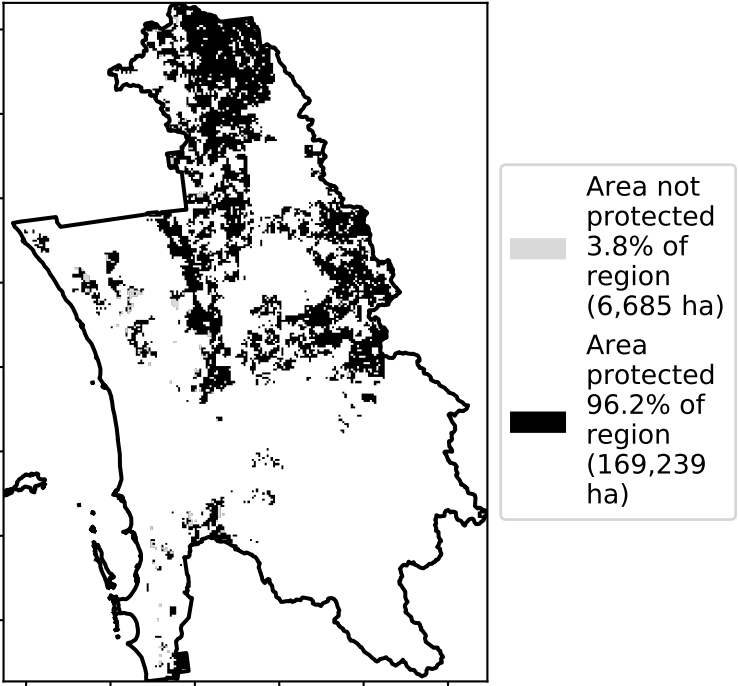 Area not
protected
3.8% of
region
(6,685 ha)
Area
protected
96.2% of
region
(169,239
ha)